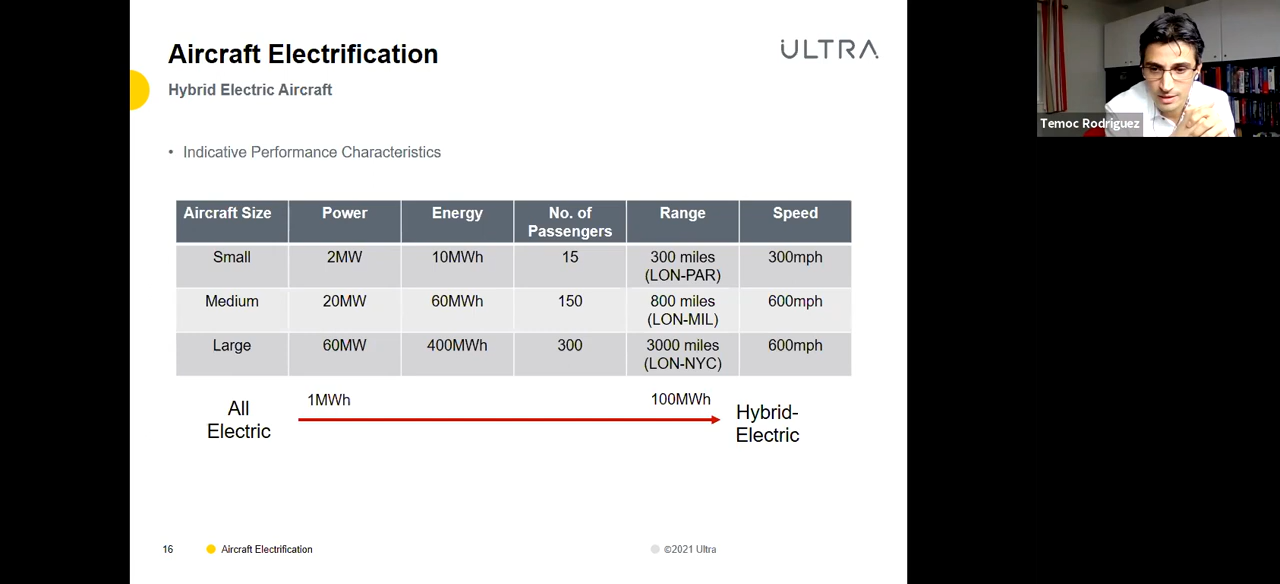 Aircraft Electrification
ULTRA
Hybrid Electric Aircraft
• Indicative Performance Characteristics
Aircraft Size Power Energy No. of Passengers Range Speed
Small 2MW 10MWh 15 300 miles (LON-PAR) 300mph
Medium 20MW 60MWh 150 800 miles (LON-MIL) 600mph
Large 60MW 400MWh 300 3000 miles (LON-NYC) 600mph
All Electric
1MWh
100MWh
Hybrid-Electric
16
Aircraft Electrification
©2021 Ultra
Temoc Rodriguez